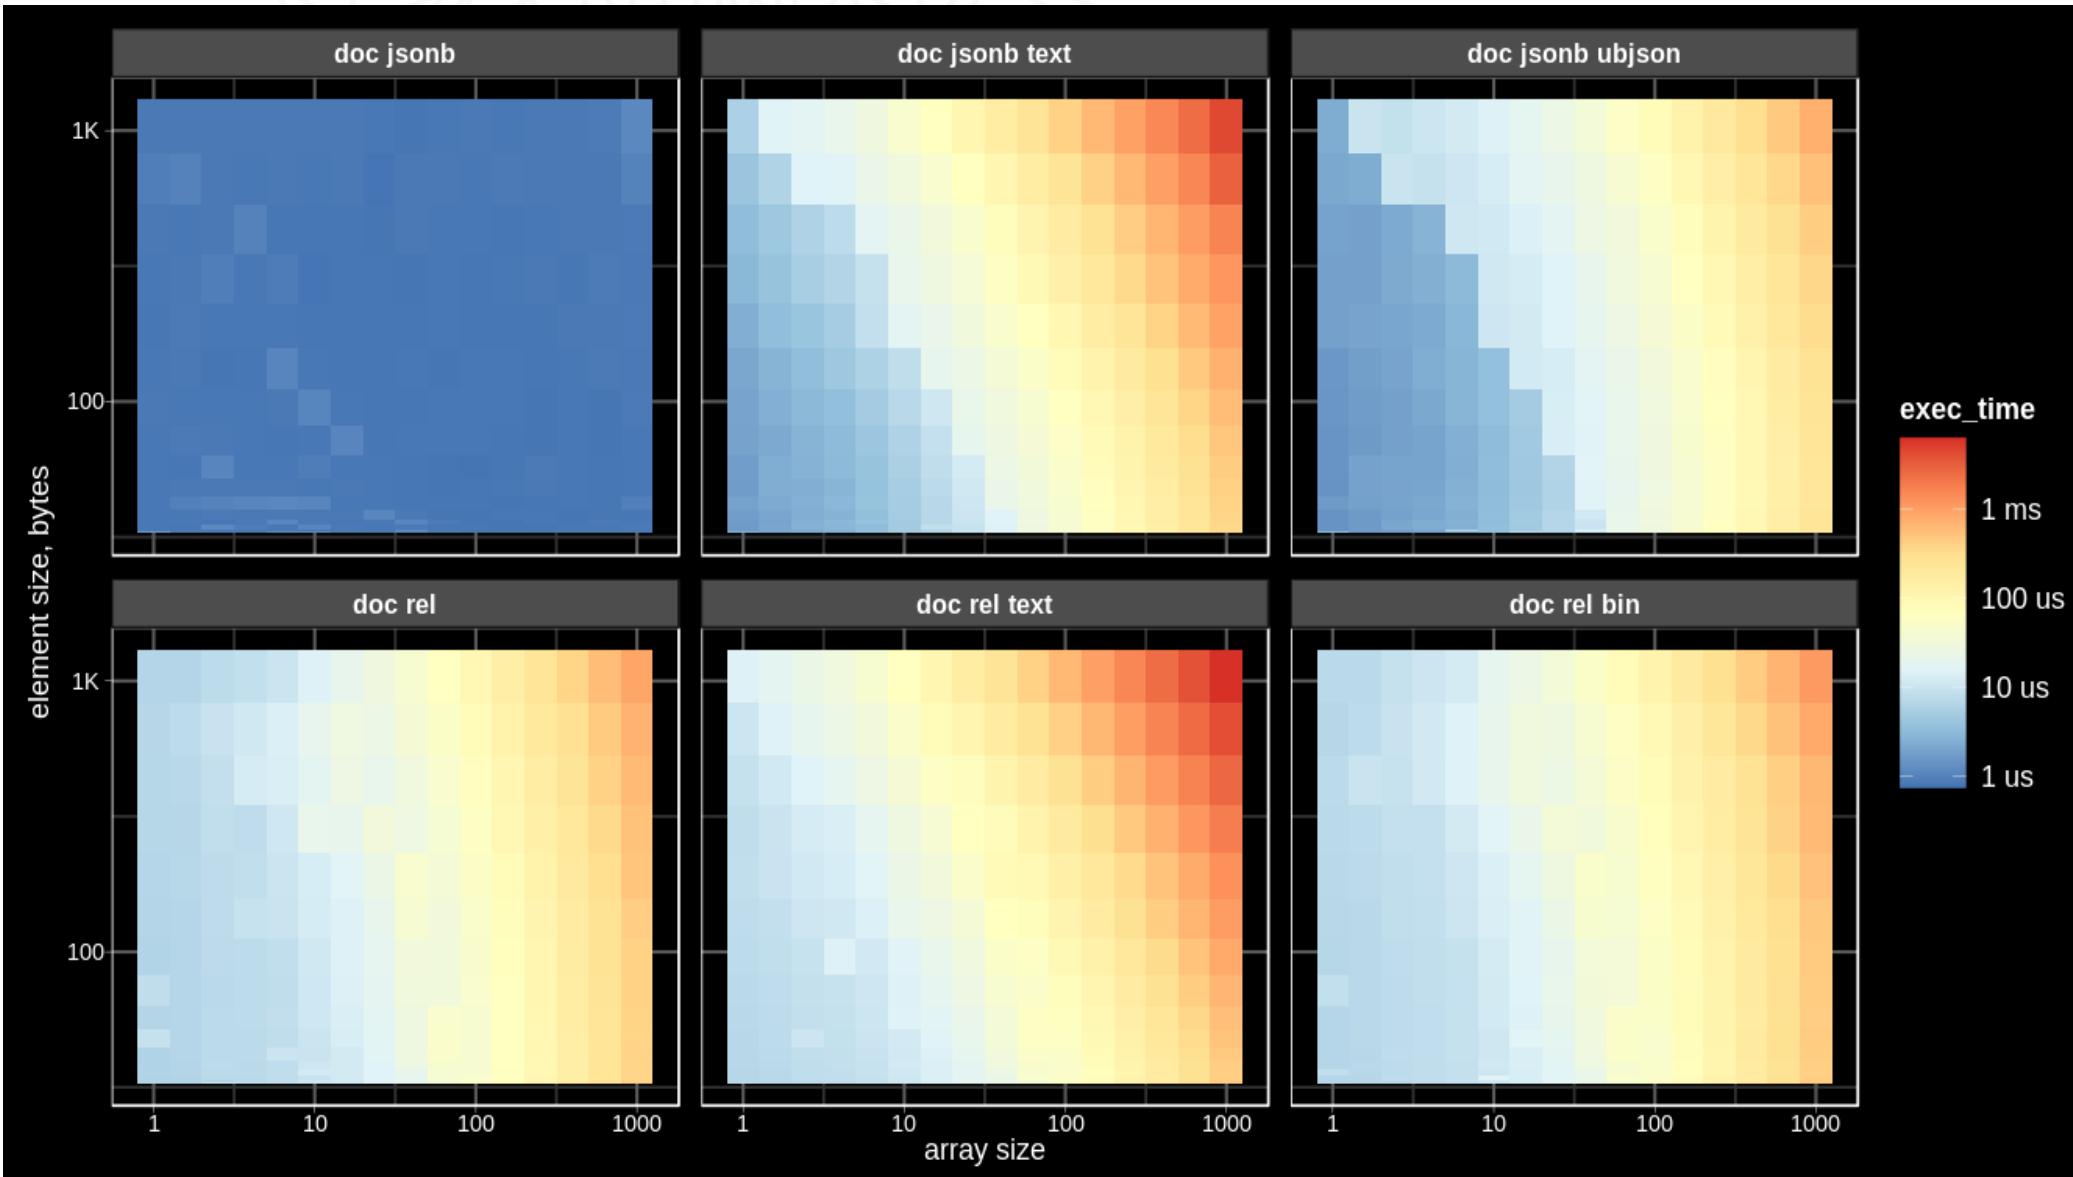 doc jsonb
doc jsonb text
doc jsonb ubjson
1K
100
element size, bytes
exec_time
1 ms
100 us
10 us
1 us
doc rel
doc rel text
doc rel bin
1K
100
1 10 100 1000
1 10 100 1000
1 10 100 1000
array size